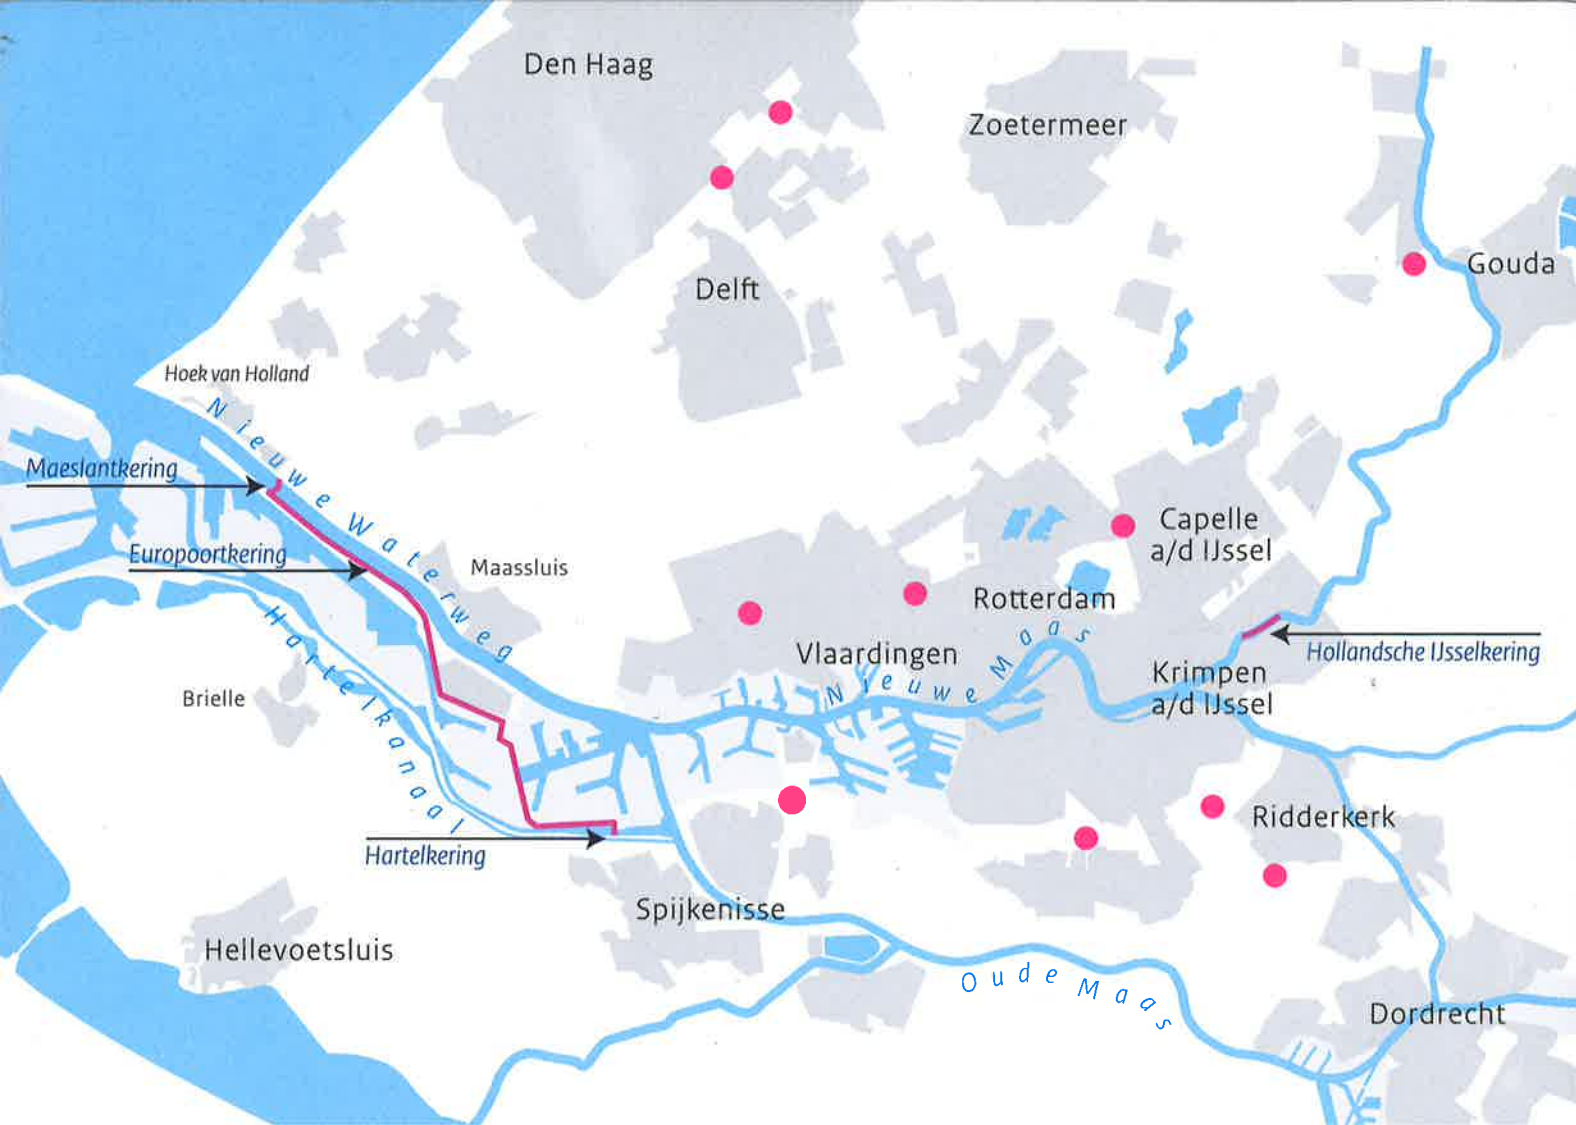 Den Haag
Zoetermeer
Gouda
Delft
Hoek van Holland
Nieuwe Waterweg
Maeslantkering
Capelle
a/d IJssel
Europoortkering
Maassluis
Rotterdam
Hartelkanaal
Vlaardingen
Nieuwe Maas
Hollandsche IJsselkering
Krimpen
a/d IJssel
Brielle
Ridderkerk
Hartelkering
Spijkenisse
Hellevoetsluis
Oude Maas
Dordrecht